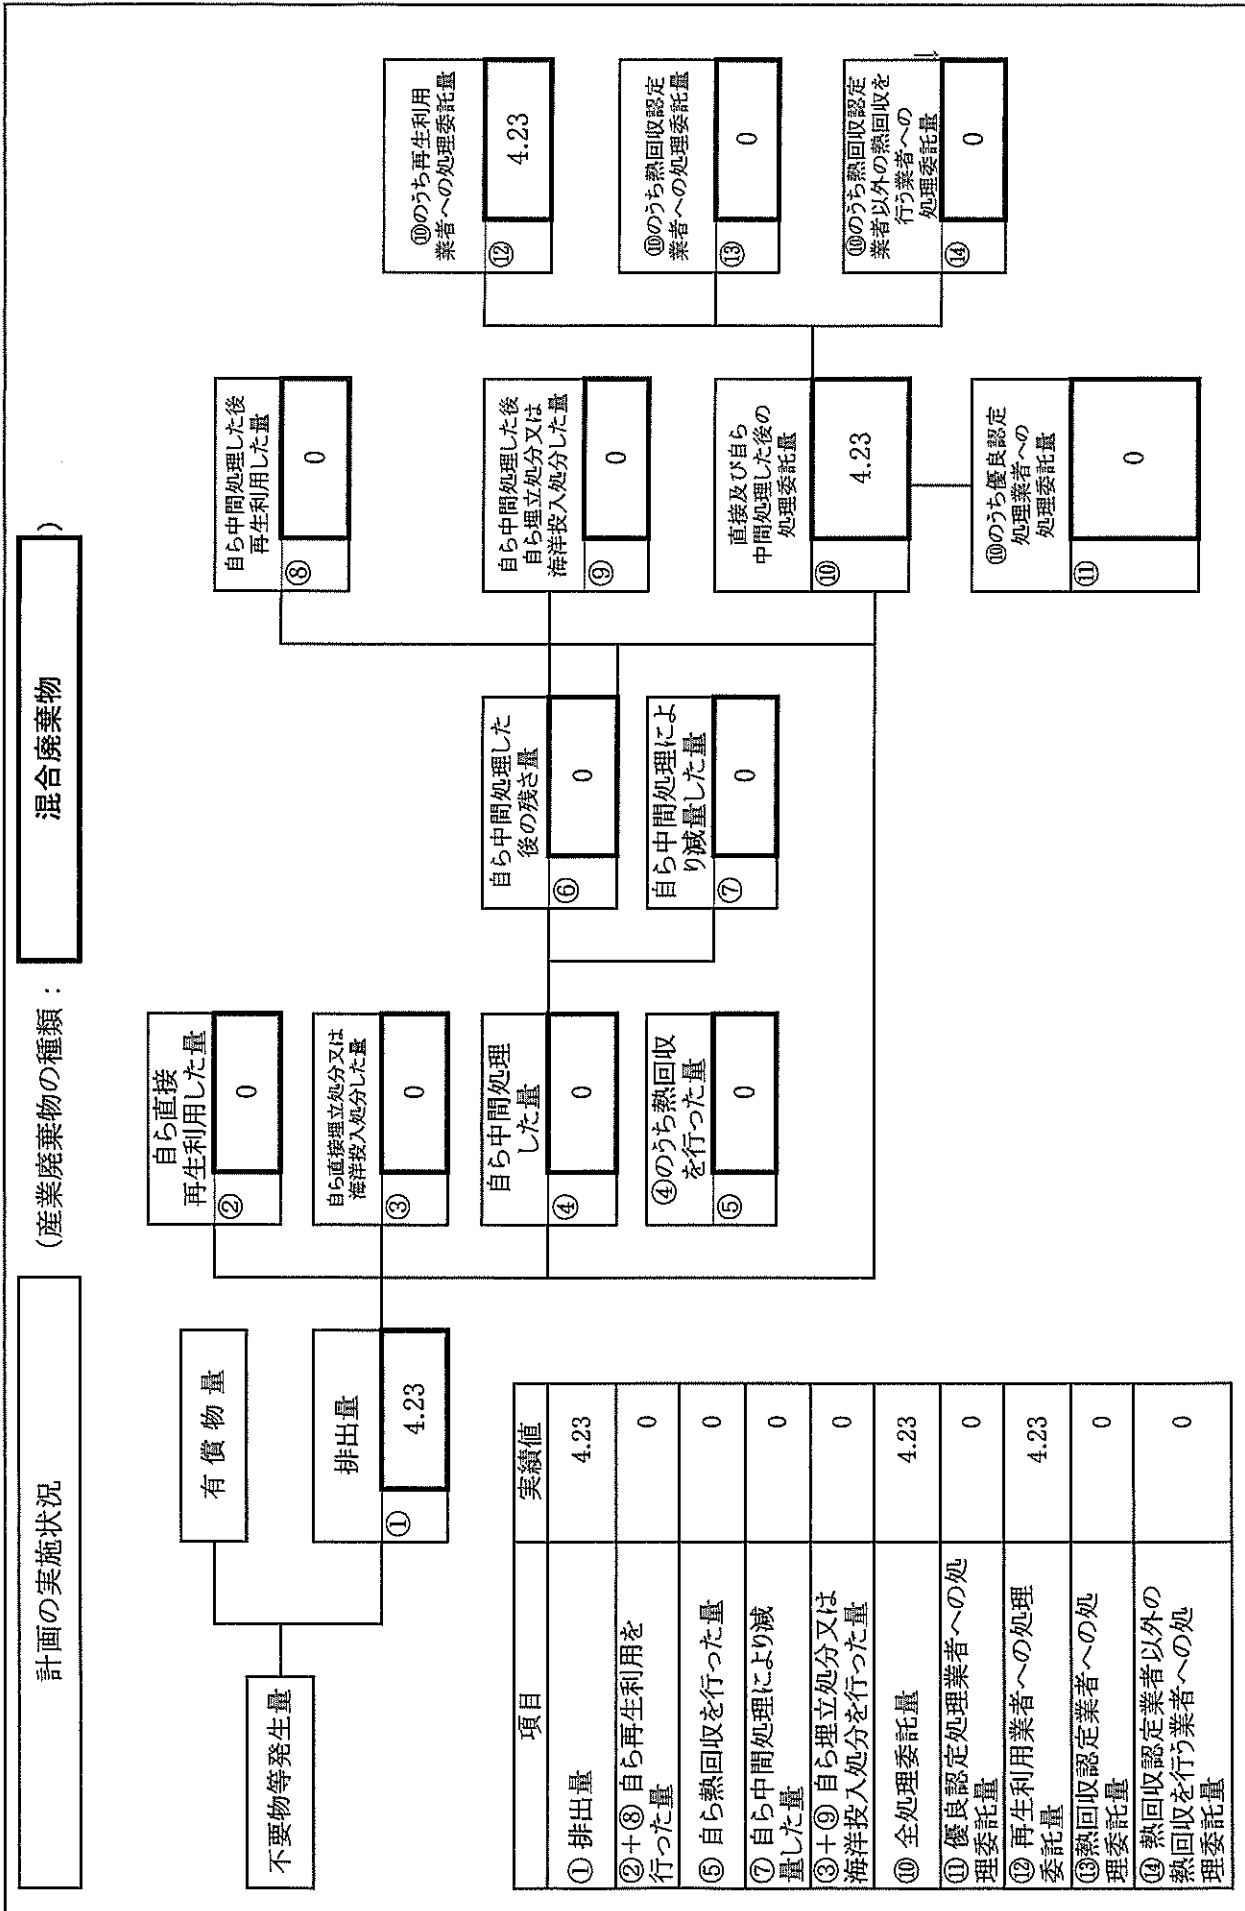 計画の実施状況
(産業廃棄物の種類：
混合廃棄物
)
不要物等発生量
有償物量
排出量
①
4.23
自ら直接
再生利用した量
②
0
自ら直接埋立処分又は
海洋投入処分した量
③
0
自ら中間処理
した量
④
0
④のうち熱回収
を行った量
⑤
0
自ら中間処理した
後の残さ量
⑥
0
自ら中間処理によ
り減量した量
⑦
0
自ら中間処理した後
再生利用した量
⑧
0
自ら中間処理した後
自ら埋立処分又は
海洋投入処分した量
⑨
0
直接及び自ら
中間処理した後の
処理委託量
⑩
4.23
⑩のうち優良認定
処理業者への
処理委託量
⑪
0
⑩のうち再生利用
業者への処理委託量
⑫
4.23
⑩のうち熱回収認定
業者への処理委託量
⑬
0
⑩のうち熱回収認定
業者以外の熱回収を
行う業者への
処理委託量
⑭
0
項目 実績値
①排出量 4.23
②+⑧ 自ら再生利用を
行った量 0
⑤ 自ら熱回収を行った量 0
⑦ 自ら中間処理により減
量した量 0
③+⑨ 自ら埋立処分又は
海洋投入処分を行った量 0
⑩ 全処理委託量 4.23
⑪ 優良認定処理業者への処
理委託量 0
⑫ 再生利用業者への処理
委託量 4.23
⑬熱回収認定業者への処
理委託量 0
⑭ 熱回収認定業者以外の
熱回収を行う業者への処
理委託量 0